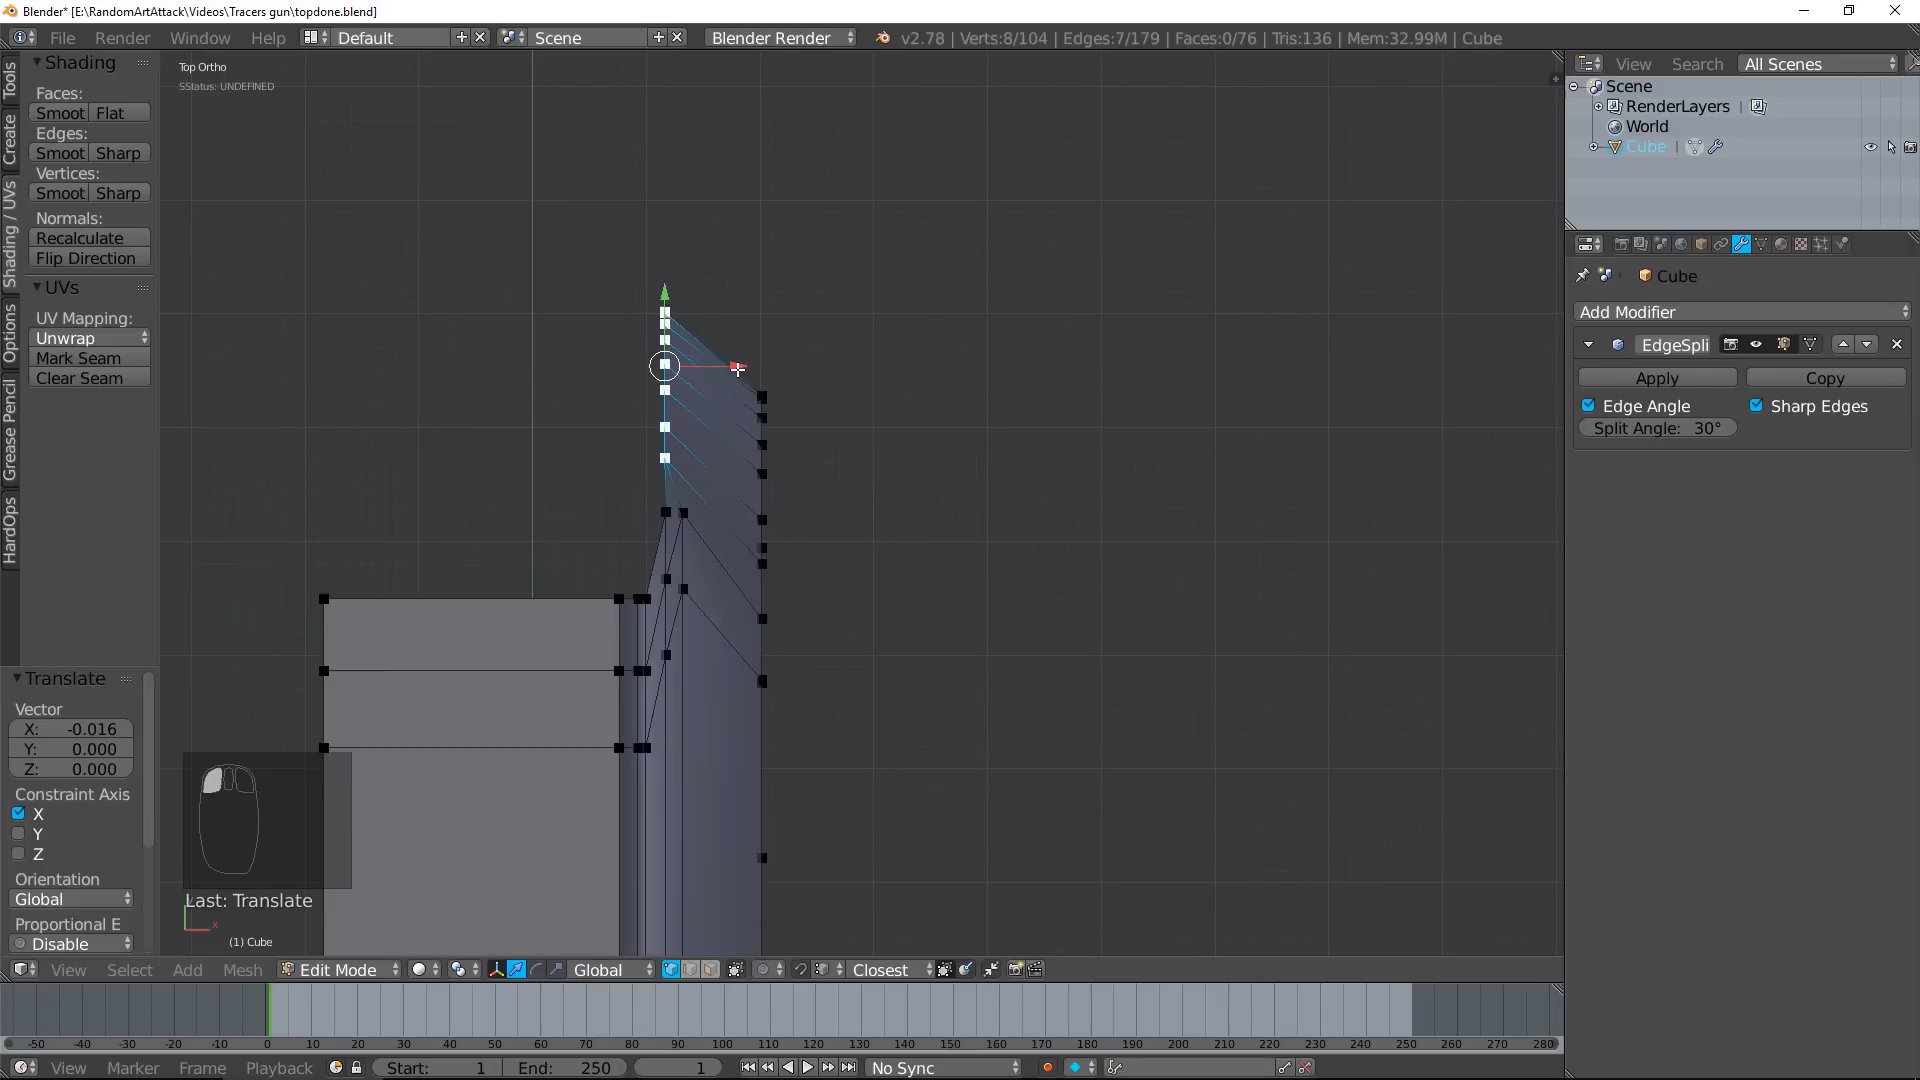 Blender* [E:\RandomArtAttack\Videos\Tracers gun\topdone.blend]
File Render Window Help Default Scene Blender Render v2.78 | Verts:8/104 | Edges:7/179 | Faces:0/76 | Tris:136 | Mem:32.99M | Cube
Tools
Create
Shading / UVs
Options
Grease Pencil
HardOps
Shading
Faces:
Smoot Flat
Edges:
Smoot Sharp
Vertices:
Smoot Sharp
Normals:
Recalculate
Flip Direction
UVs
UV Mapping:
Unwrap
Mark Seam
Clear Seam
Translate
Vector
X: -0.016
Y: 0.000
Z: 0.000
Constraint Axis
X
Y
Z
Orientation
Global
Proportional E
Disable
Top Ortho
SStatus: UNDEFINED
Last: Translate
(1) Cube
View Select Add Mesh Edit Mode Global Closest
-50 -40 -30 -20 -10 0 10 20 30 40 50 60 70 80 90 100 110 120 130 140 150 160 170 180 190 200 210 220 230 240 250 260 270 280
View Marker Frame Playback Start: 1 End: 250 1 No Sync
View Search All Scenes
Scene
RenderLayers
World
Cube
Cube
Add Modifier
EdgeSpli
Apply Copy
Edge Angle Sharp Edges
Split Angle: 30°